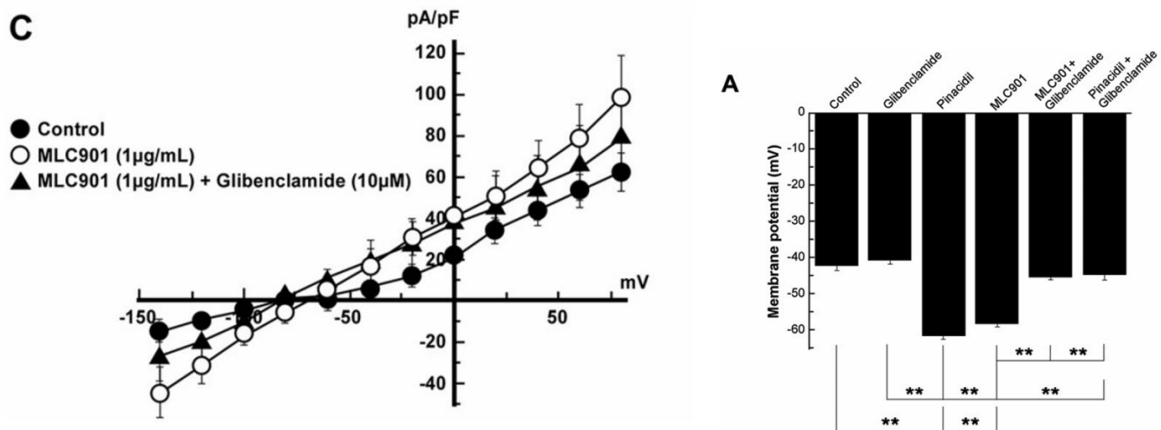 C
pA/pF
120
100
80
60
40
20
-20
-40
-150
-100
-50
50
mV
Control
MLC901 (1µg/mL)
MLC901 (1µg/mL) + Glibenclamide (10µM)
A
Control
Glibenclamide
Pinacidil
MLC901
MLC901+
Glibenclamide
Pinacidil +
Glibenclamide
Membrane potential (mV)
0
-10
-20
-30
-40
-50
-60
** **
** ** **
** **